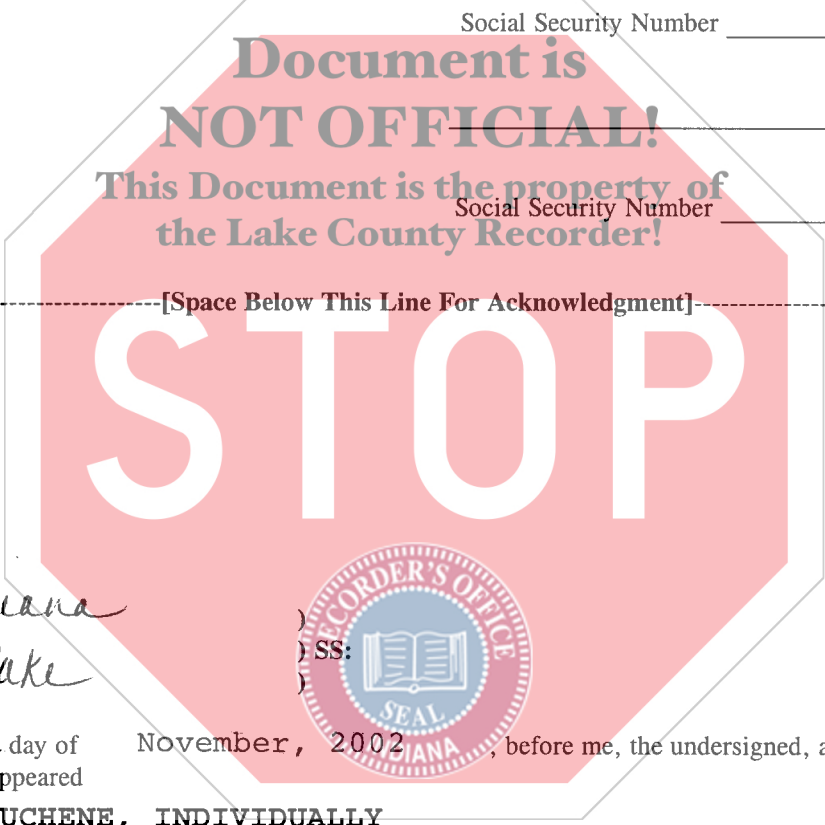 Social Security Number
Document is
NOT OFFICIAL!
This Document is the property of
Social Security Number
the Lake County Recorder!
[Space Below This Line For Acknowledgment]
STOP
RECORDER'S OFFICE
)
) SS:
)
SEAL
INDIANA
day of November, 2002, before me, the undersigned, a
ppeared
UCHENE, INDIVIDUALLY